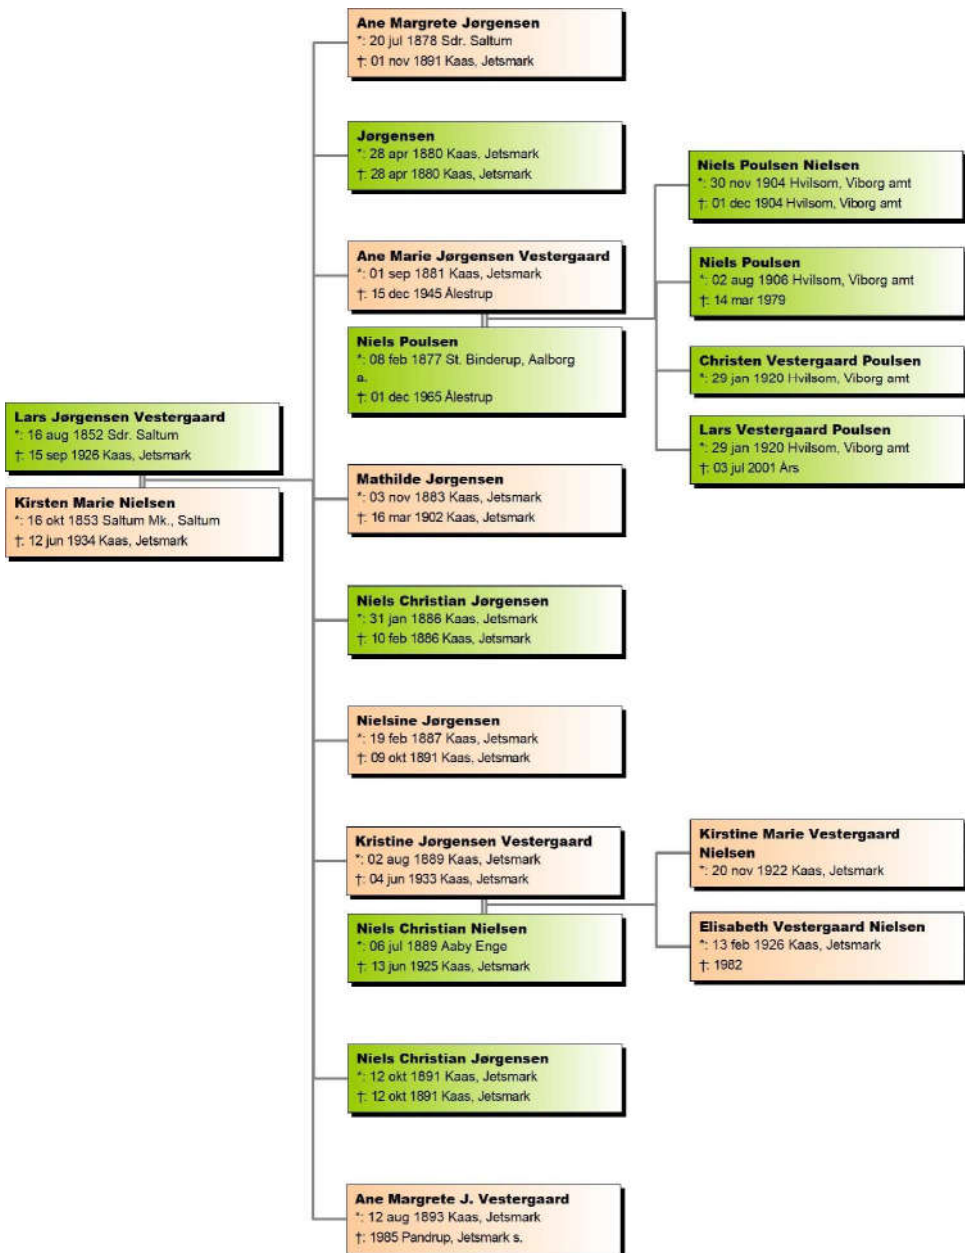 Ane Margrete Jørgensen
*: 20 jul 1878 Sdr. Saltum
†: 01 nov 1891 Kaas, Jetsmark
Jørgensen
*: 28 apr 1880 Kaas, Jetsmark
†: 28 apr 1880 Kaas, Jetsmark
Niels Poulsen Nielsen
*: 30 nov 1904 Hvilsom, Viborg amt
†: 01 dec 1904 Hvilsom, Viborg amt
Ane Marie Jørgensen Vestergaard
*: 01 sep 1881 Kaas, Jetsmark
†: 15 dec 1945 Ålestrup
Niels Poulsen
*: 02 aug 1906 Hvilsom, Viborg amt
†: 14 mar 1979
Niels Poulsen
*: 08 feb 1877 St. Binderup, Aalborg
a.
†: 01 dec 1965 Ålestrup
Christen Vestergaard Poulsen
*: 29 jan 1920 Hvilsom, Viborg amt
Lars Jørgensen Vestergaard
*: 16 aug 1852 Sdr. Saltum
†: 15 sep 1926 Kaas, Jetsmark
Lars Vestergaard Poulsen
*: 29 jan 1920 Hvilsom, Viborg amt
†: 03 jul 2001 Års
Kirsten Marie Nielsen
*: 16 okt 1853 Saltum Mk., Saltum
†: 12 jun 1934 Kaas, Jetsmark
Mathilde Jørgensen
*: 03 nov 1883 Kaas, Jetsmark
†: 16 mar 1902 Kaas, Jetsmark
Niels Christian Jørgensen
*: 31 jan 1886 Kaas, Jetsmark
†: 10 feb 1886 Kaas, Jetsmark
Nielsine Jørgensen
*: 19 feb 1887 Kaas, Jetsmark
†: 09 okt 1891 Kaas, Jetsmark
Kristine Jørgensen Vestergaard
*: 02 aug 1889 Kaas, Jetsmark
†: 04 jun 1933 Kaas, Jetsmark
Kirstine Marie Vestergaard
Nielsen
*: 20 nov 1922 Kaas, Jetsmark
Niels Christian Nielsen
*: 06 jul 1889 Aaby Enge
†: 13 jun 1925 Kaas, Jetsmark
Elisabeth Vestergaard Nielsen
*: 13 feb 1926 Kaas, Jetsmark
†: 1982
Niels Christian Jørgensen
*: 12 okt 1891 Kaas, Jetsmark
†: 12 okt 1891 Kaas, Jetsmark
Ane Margrete J. Vestergaard
*: 12 aug 1893 Kaas, Jetsmark
†: 1985 Pandrup, Jetsmark s.